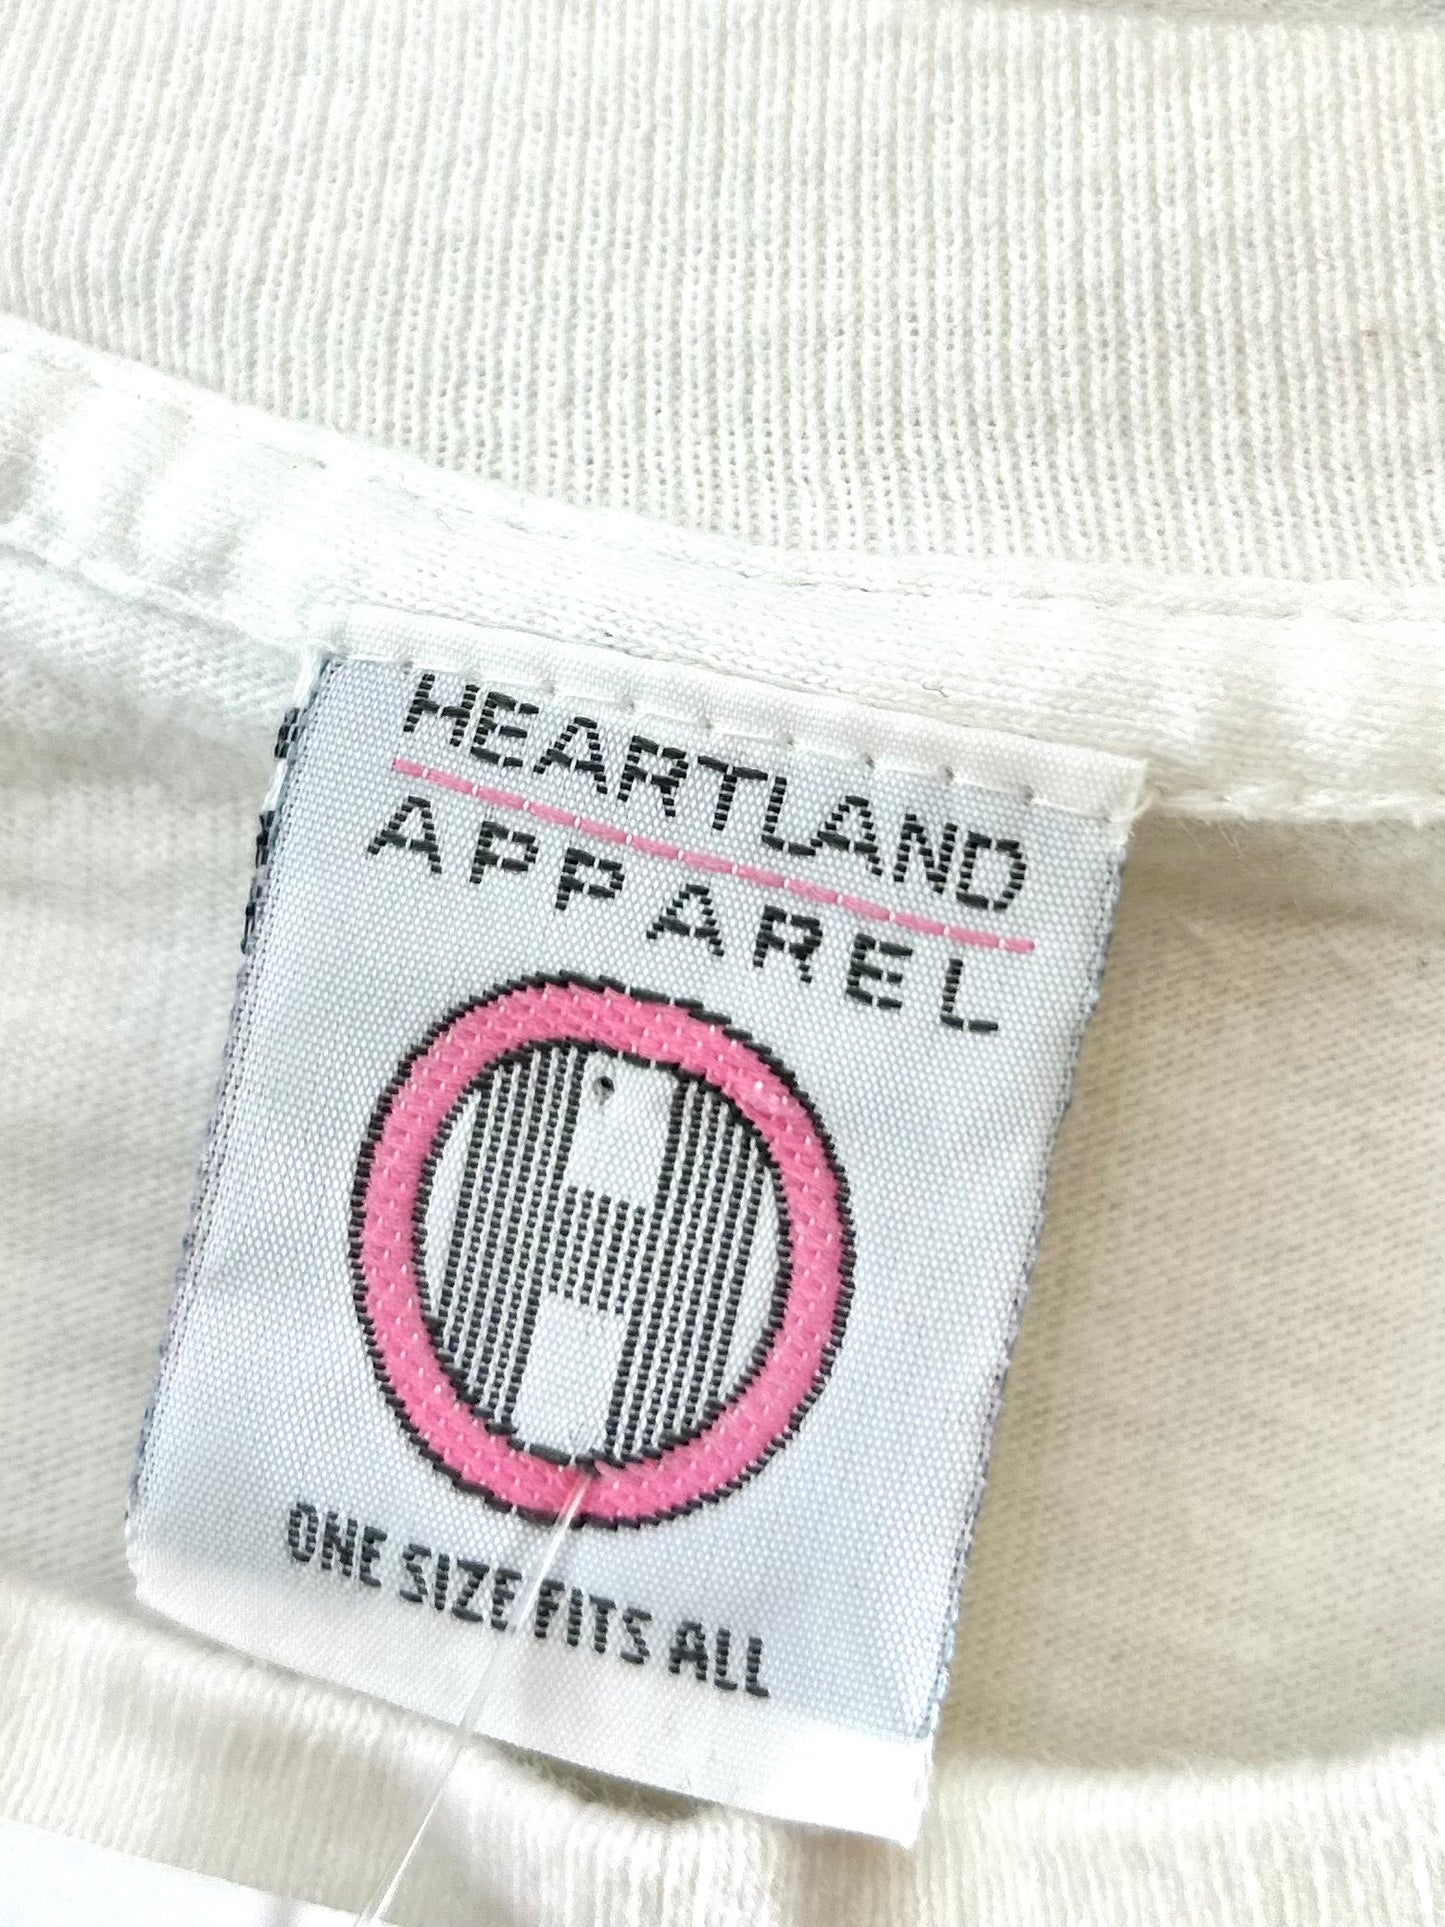 HEARTLAND
APPAREL
H
ONE SIZE FITS ALL